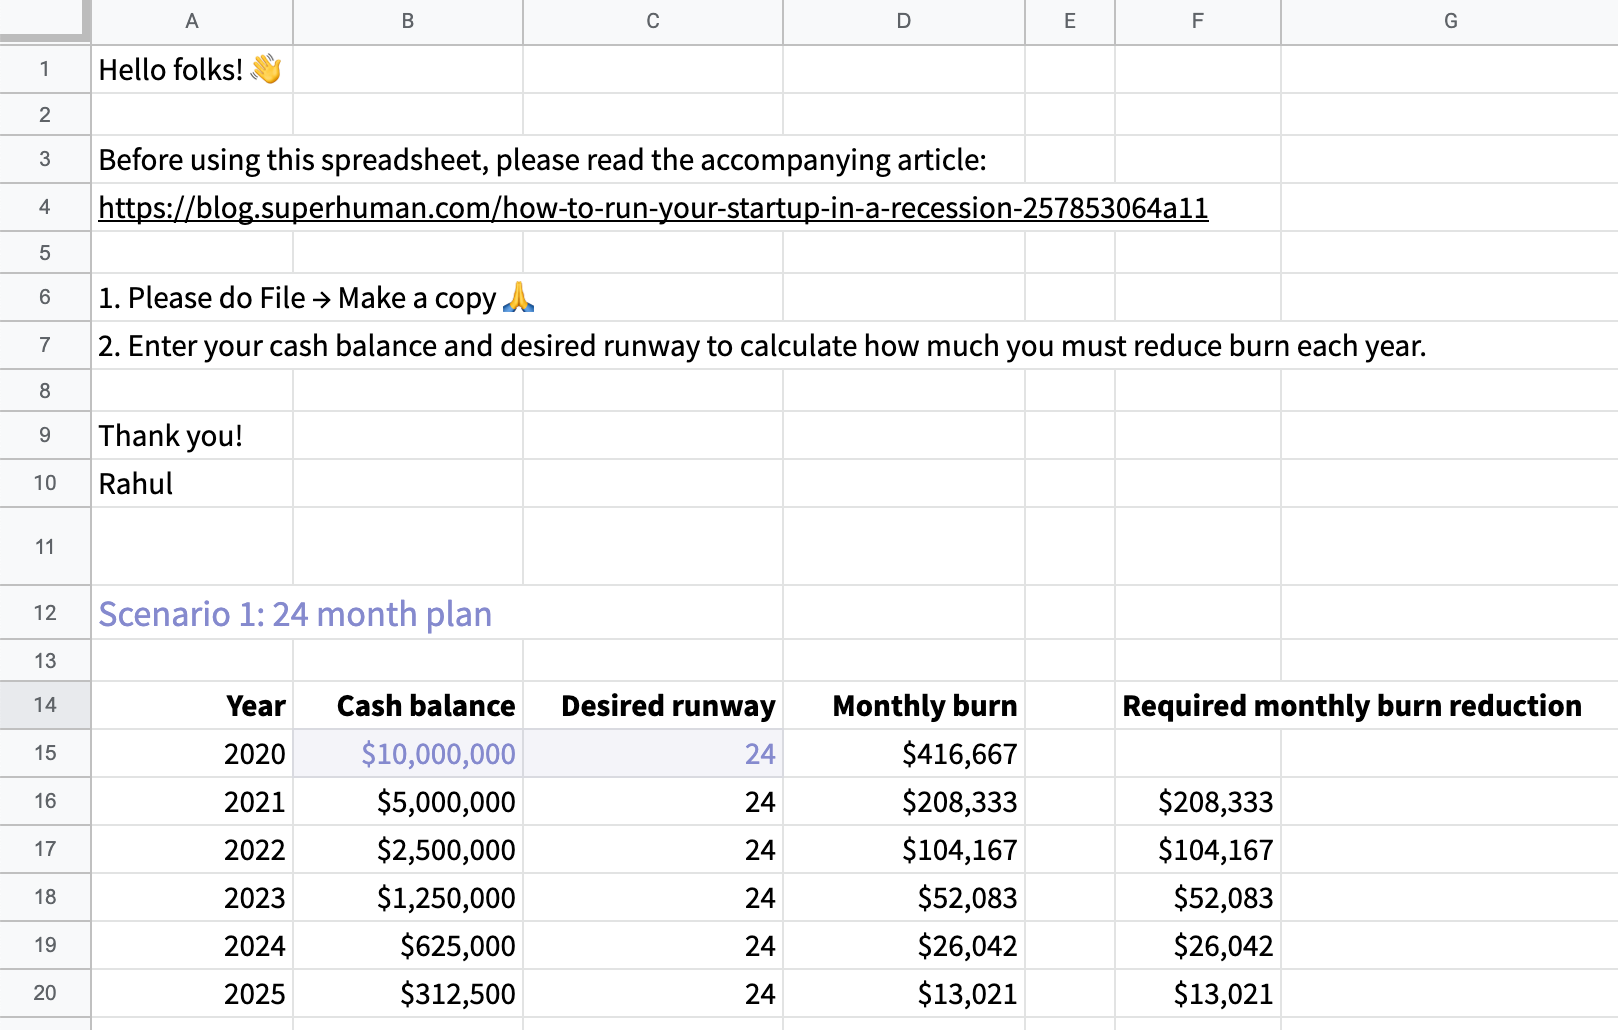 A B C D E F G
1 Hello folks! 👋
2
3 Before using this spreadsheet, please read the accompanying article:
4 https://blog.superhuman.com/how-to-run-your-startup-in-a-recession-257853064a11
5
6 1. Please do File → Make a copy 🙏
7 2. Enter your cash balance and desired runway to calculate how much you must reduce burn each year.
8
9 Thank you!
10 Rahul
11
12 Scenario 1: 24 month plan
13
14 Year Cash balance Desired runway Monthly burn Required monthly burn reduction
15 2020 $10,000,000 24 $416,667
16 2021 $5,000,000 24 $208,333 $208,333
17 2022 $2,500,000 24 $104,167 $104,167
18 2023 $1,250,000 24 $52,083 $52,083
19 2024 $625,000 24 $26,042 $26,042
20 2025 $312,500 24 $13,021 $13,021